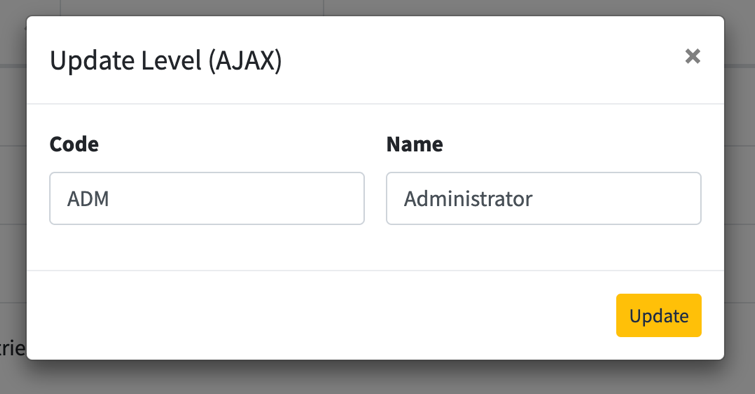 Update Level (AJAX)
×
Code Name
ADM Administrator
Update